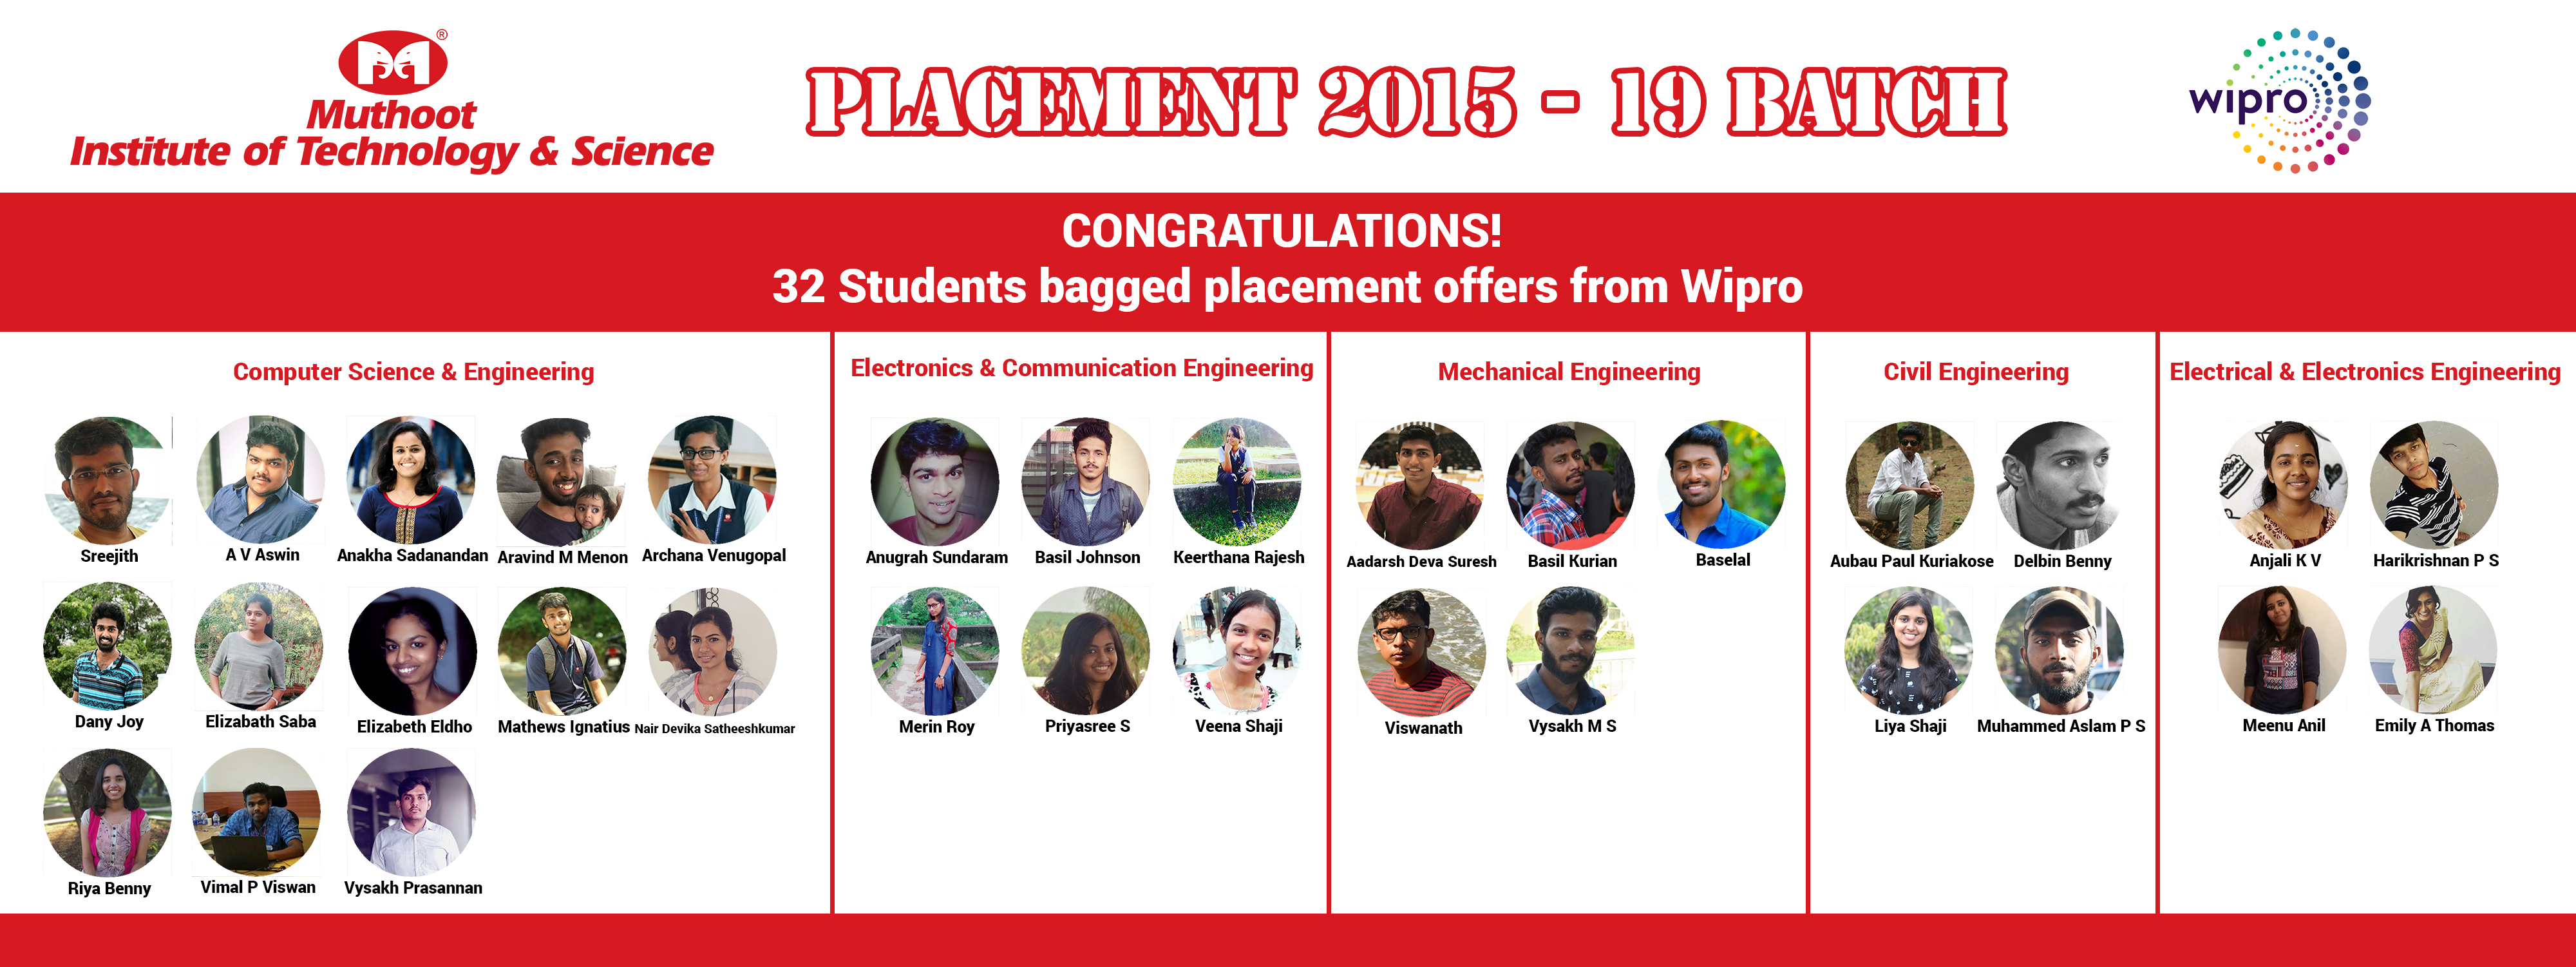 ®
Muthoot
Institute of Technology & Science
PLACEMENT 2015 - 19 BATCH
wipro
CONGRATULATIONS!
32 Students bagged placement offers from Wipro
Computer Science & Engineering
Sreejith
A V Aswin
Anakha Sadanandan
Aravind M Menon
Archana Venugopal
Dany Joy
Elizabath Saba
Elizabeth Eldho
Mathews Ignatius
Nair Devika Satheeshkumar
Riya Benny
Vimal P Viswan
Vysakh Prasannan
Electronics & Communication Engineering
Anugrah Sundaram
Basil Johnson
Keerthana Rajesh
Merin Roy
Priyasree S
Veena Shaji
Mechanical Engineering
Aadarsh Deva Suresh
Basil Kurian
Baselal
Viswanath
Vysakh M S
Civil Engineering
Aubau Paul Kuriakose
Delbin Benny
Liya Shaji
Muhammed Aslam P S
Electrical & Electronics Engineering
Anjali K V
Harikrishnan P S
Meenu Anil
Emily A Thomas